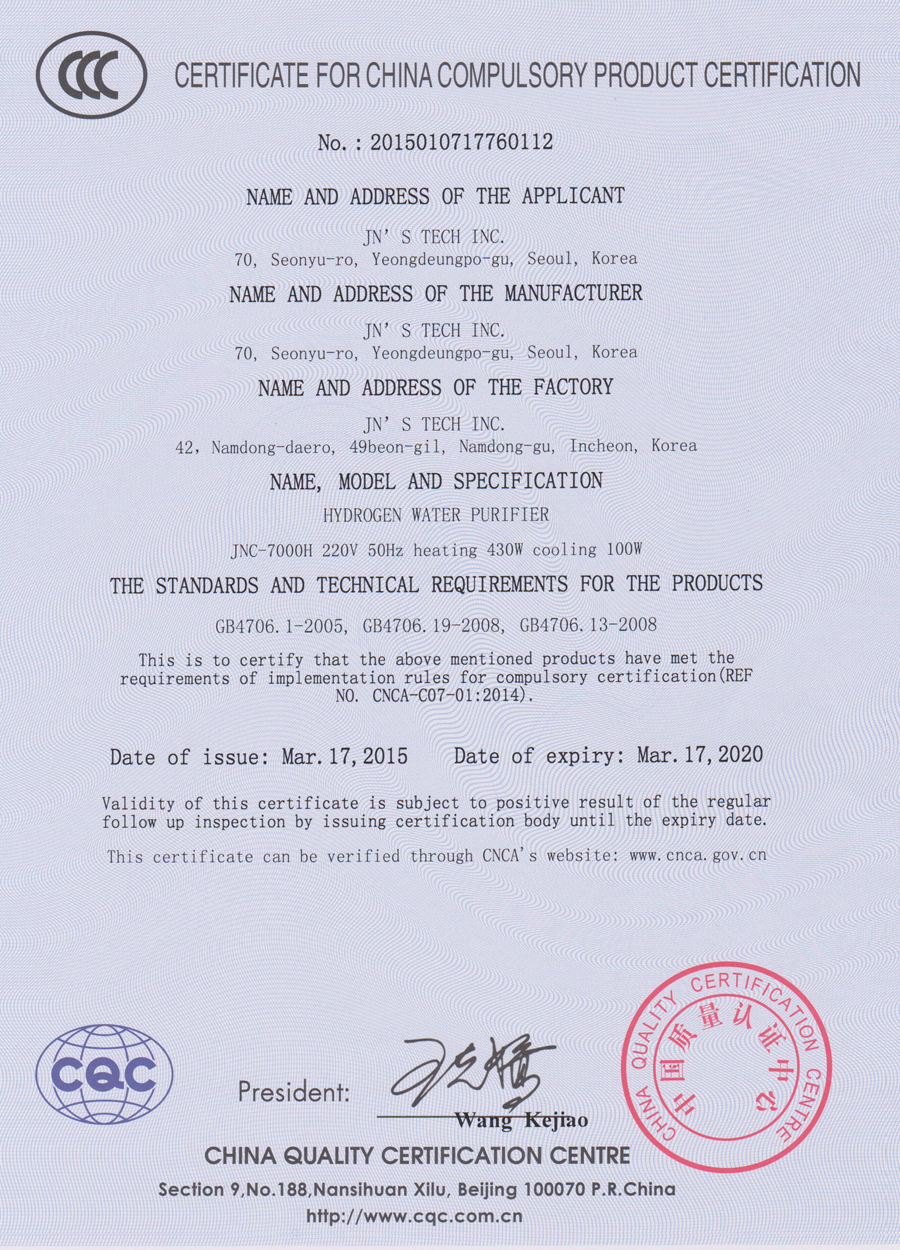 CCC
CERTIFICATE FOR CHINA COMPULSORY PRODUCT CERTIFICATION
No.: 2015010717760112
NAME AND ADDRESS OF THE APPLICANT
JN' S TECH INC.
70, Seonyu-ro, Yeongdeungpo-gu, Seoul, Korea
NAME AND ADDRESS OF THE MANUFACTURER
JN' S TECH INC.
70, Seonyu-ro, Yeongdeungpo-gu, Seoul, Korea
NAME AND ADDRESS OF THE FACTORY
JN' S TECH INC.
42, Namdong-daero, 49beon-gil, Namdong-gu, Incheon, Korea
NAME, MODEL AND SPECIFICATION
HYDROGEN WATER PURIFIER
JNC-7000H 220V 50Hz heating 430W cooling 100W
THE STANDARDS AND TECHNICAL REQUIREMENTS FOR THE PRODUCTS
GB4706.1-2005, GB4706.19-2008, GB4706.13-2008
This is to certify that the above mentioned products have met the
requirements of implementation rules for compulsory certification(REF
NO. CNCA-C07-01:2014).
Date of issue: Mar.17,2015 Date of expiry: Mar.17,2020
Validity of this certificate is subject to positive result of the regular
follow up inspection by issuing certification body until the expiry date.
This certificate can be verified through CNCA's website: www.cnca.gov.cn
CQC
President:
王克娇
Wang Kejiao
CHINA QUALITY CERTIFICATION CENTRE
中国质量认证中心
CHINA QUALITY CERTIFICATION CENTRE
Section 9,No.188,Nansihuan Xilu, Beijing 100070 P.R.China
http://www.cqc.com.cn